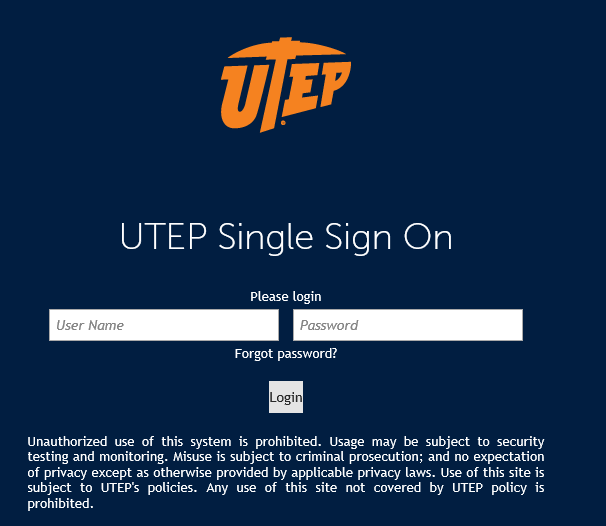 UTEP
UTEP Single Sign On
Please login
User Name
Password
Forgot password?
Login
Unauthorized use of this system is prohibited. Usage may be subject to security
testing and monitoring. Misuse is subject to criminal prosecution; and no expectation
of privacy except as otherwise provided by applicable privacy laws. Use of this site is
subject to UTEP's policies. Any use of this site not covered by UTEP policy is
prohibited.